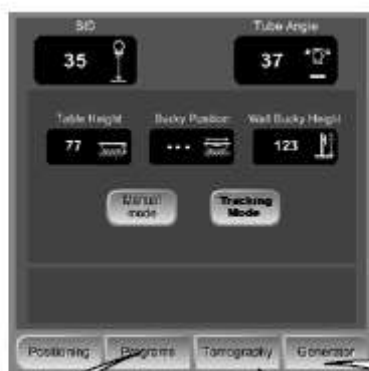 SID Tube Angle
35 37
Table Height Bucky Position Wall Bucky Height
77 ... 123
Manual mode Tracking Mode
Positioning Programs Tomography Generator